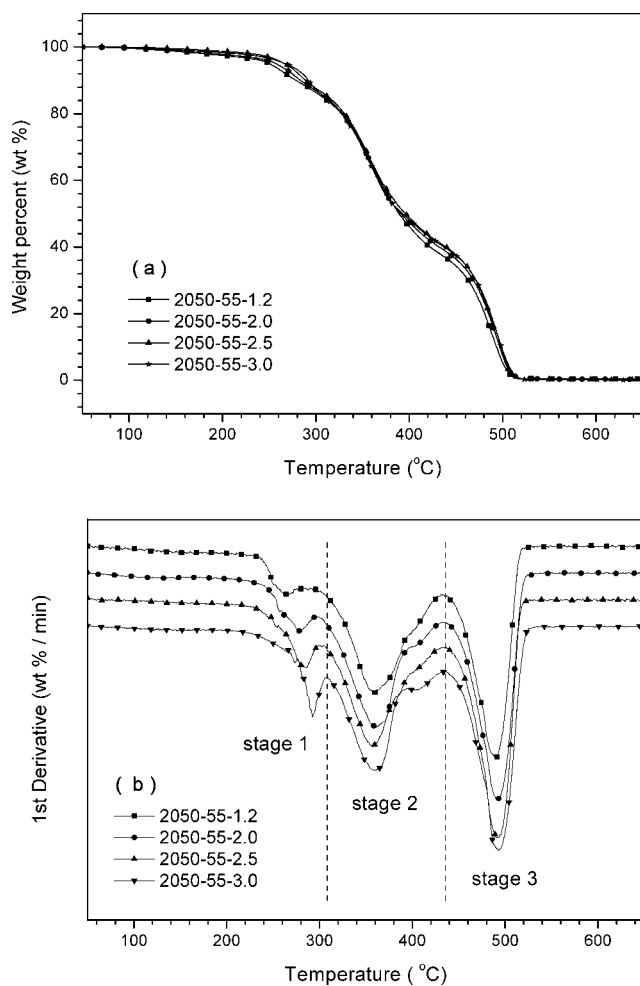 100
80
60
40
20
0
Weight percent (wt %)
( a )
2050-55-1.2
2050-55-2.0
2050-55-2.5
2050-55-3.0
100 200 300 400 500 600
Temperature (°C)
1st Derivative (wt % / min)
stage 1
stage 2
stage 3
( b )
2050-55-1.2
2050-55-2.0
2050-55-2.5
2050-55-3.0
100 200 300 400 500 600
Temperature ( °C)